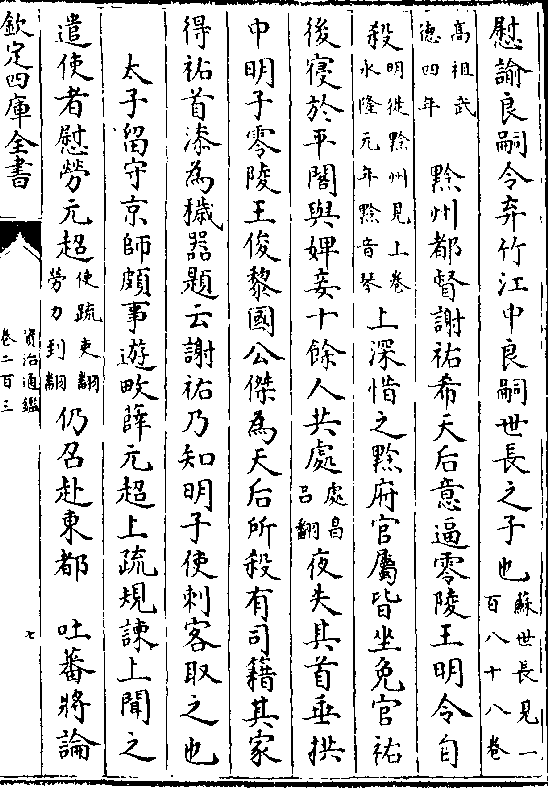 慰諭良嗣令弃竹江中良嗣世長之子也蘇世長見一百八十八卷
高祖武德四年　黔州都督謝祐希天后意逼零陵王明令自
殺明徙黔州見上卷永隆元年黔音琴上深惜之黔府官屬皆坐免官祐
後寢於平閤與婢妾十餘人共處處昌呂翻夜失其首垂拱
中明子零陵王俊黎國公傑為天后所殺有司籍其家
得祐首漆為穢器題云謝祐乃知明子使刺客取之也
太子留守京師頗事遊畋薛元超上疏規諫上聞之
遣使者慰勞元超使疏吏翻勞力到翻仍召赴東都　吐蕃將論
欽定四庫全書
資治通鑑
卷二百三
七